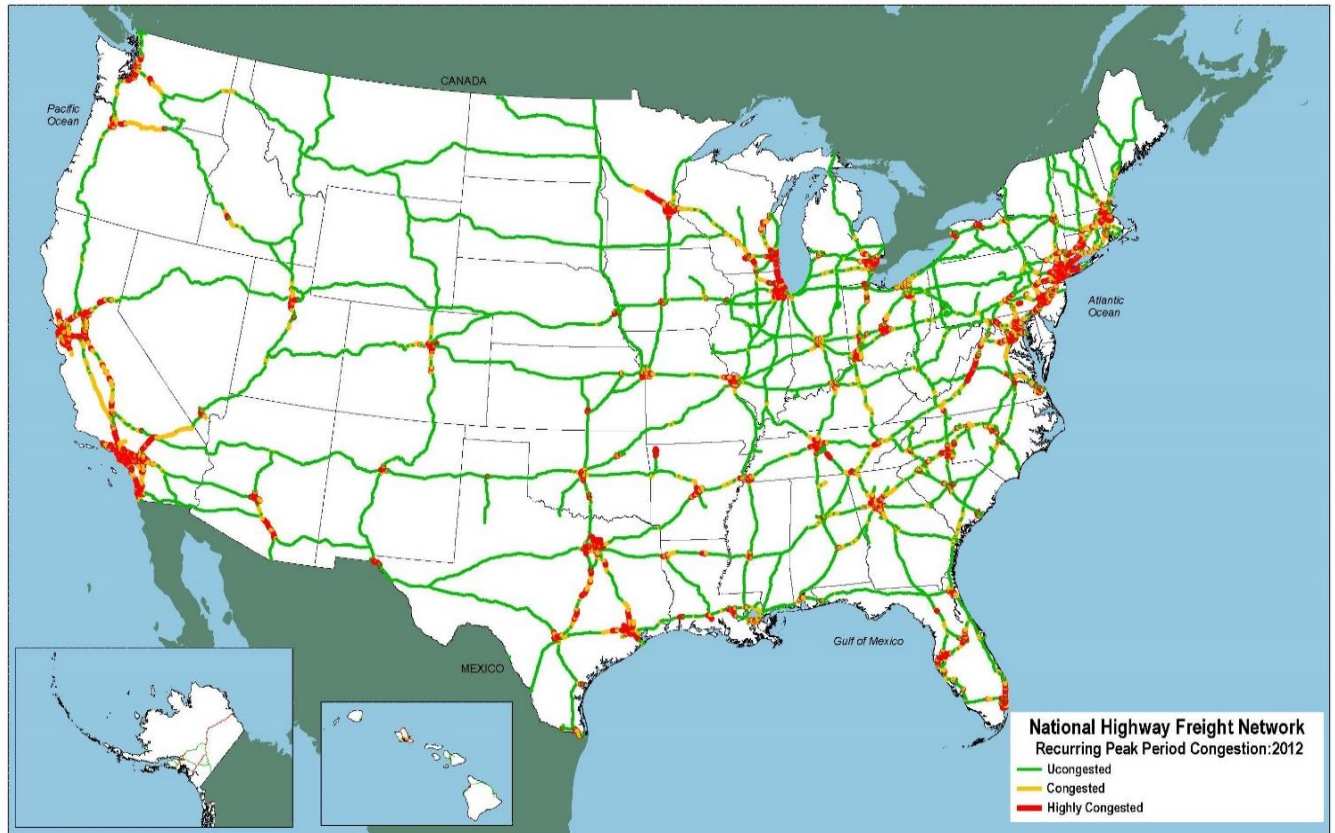 CANADA
Pacific
Ocean
Atlantic
Ocean
Gulf of Mexico
MEXICO
National Highway Freight Network
Recurring Peak Period Congestion:2012
Ucongested
Congested
Highly Congested